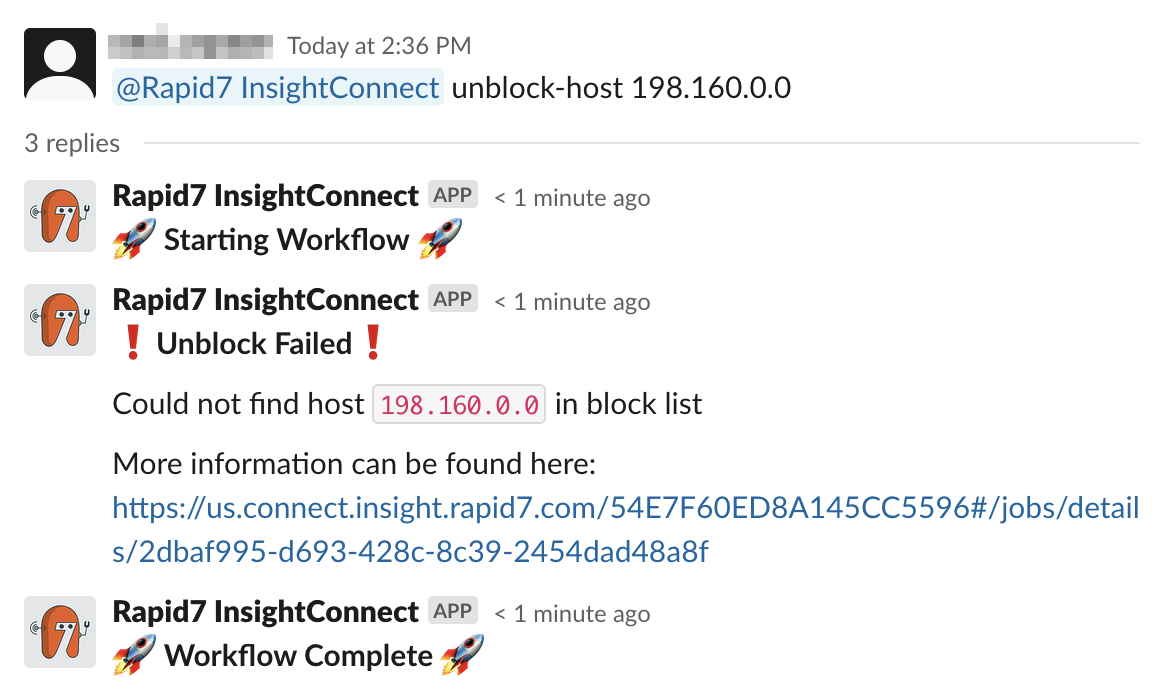 Today at 2:36 PM
@Rapid7 InsightConnect unblock-host 198.160.0.0
3 replies
Rapid7 InsightConnect APP < 1 minute ago
🚀 Starting Workflow 🚀
Rapid7 InsightConnect APP < 1 minute ago
❗ Unblock Failed ❗
Could not find host 198.160.0.0 in block list
More information can be found here:
https://us.connect.insight.rapid7.com/54E7F60ED8A145CC5596#/jobs/detail
s/2dbaf995-d693-428c-8c39-2454dad48a8f
Rapid7 InsightConnect APP < 1 minute ago
🚀 Workflow Complete 🚀